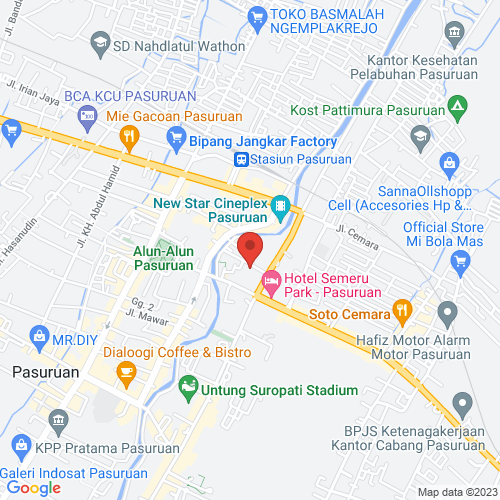 TOKO BASMALAH
NGEMPLAKREJO
SD Nahdlatul Wathon
Kantor Kesehatan
Pelabuhan Pasuruan
Jl. Irian Jaya
BCA KCU PASURUAN
Mie Gacoan Pasuruan
Kost Pattimura Pasuruan
Bipang Jangkar Factory
Stasiun Pasuruan
SannaOllshopp
Cell (Accesories Hp &...
Jl. KH. Abdul Hamid
Hasanudin
New Star Cineplex
Pasuruan
Jl. Cemara
Official Store
Mi Bola Mas
Alun-Alun
Pasuruan
Hotel Semeru
Park - Pasuruan
Gg. 2
Jl. Mawar
Soto Cemara
MR.DIY
Hafiz Motor Alarm
Motor Pasuruan
Dialoogi Coffee & Bistro
Pasuruan
Untung Suropati Stadium
BPJS Ketenagakerjaan
Kantor Cabang Pasuruan
KPP Pratama Pasuruan
Galeri Indosat Pasuruan
Google
Map data ©2023